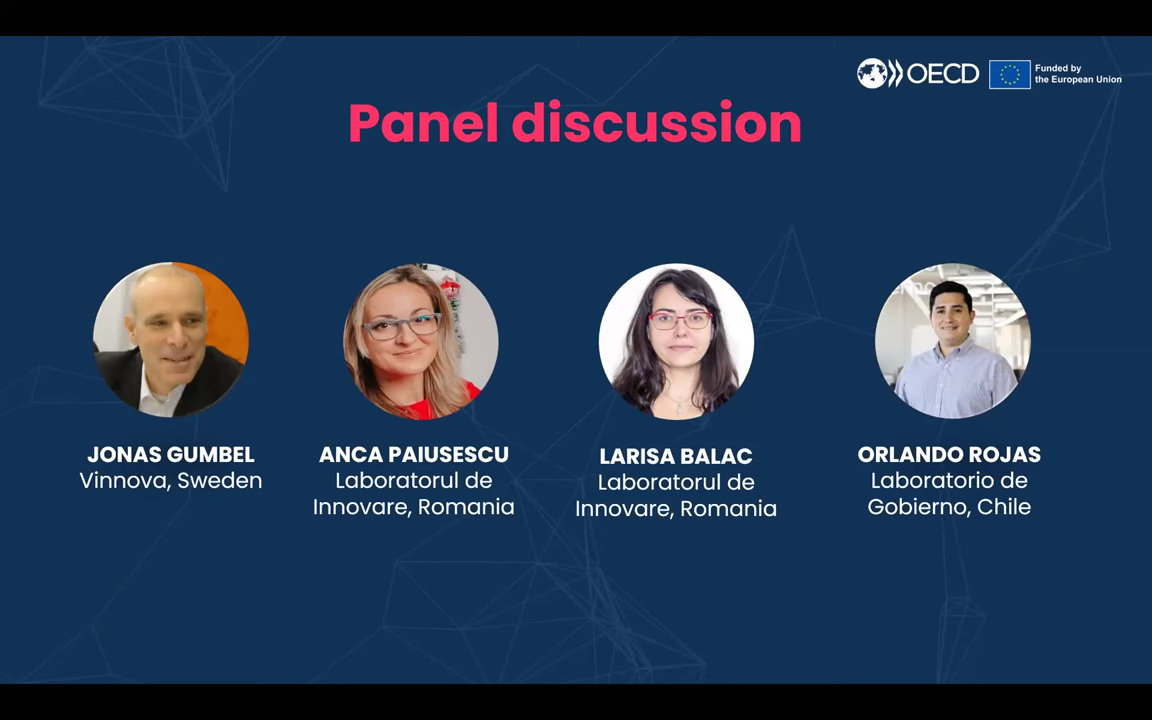 OECD
Funded by
the European Union
Panel discussion
JONAS GUMBEL
Vinnova, Sweden
ANCA PAIUSESCU
Laboratorul de
Innovare, Romania
LARISA BALAC
Laboratorul de
Innovare, Romania
ORLANDO ROJAS
Laboratorio de
Gobierno, Chile